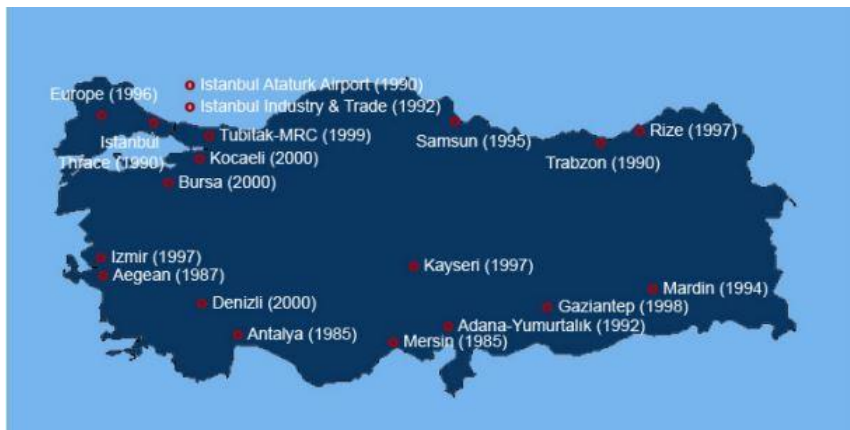 Istanbul Ataturk Airport (1990)
Europe (1996)
Istanbul Industry & Trade (1992)
Tubitak-MRC (1999)
Istanbul
Thrace (1990)
Kocaeli (2000)
Bursa (2000)
Samsun (1995)
Rize (1997)
Trabzon (1990)
Izmir (1997)
Aegean (1987)
Kayseri (1997)
Mardin (1994)
Denizli (2000)
Gaziantep (1998)
Antalya (1985)
Adana-Yumurtalık (1992)
Mersin (1985)